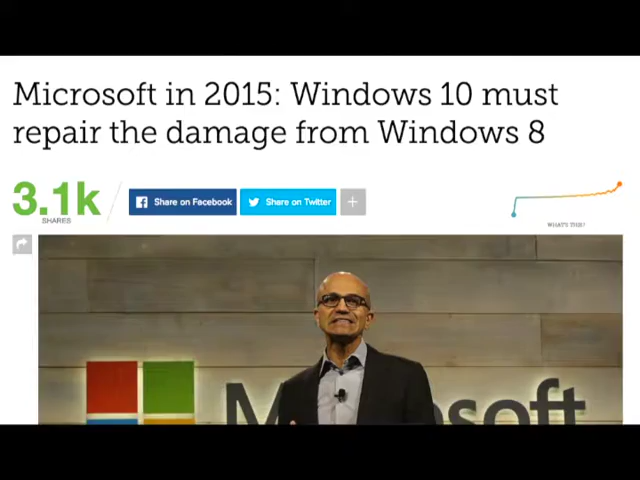 Microsoft in 2015: Windows 10 must
repair the damage from Windows 8
3.1k
SHARES
Share on Facebook
Share on Twitter
+
WHAT'S THIS?
Microsoft